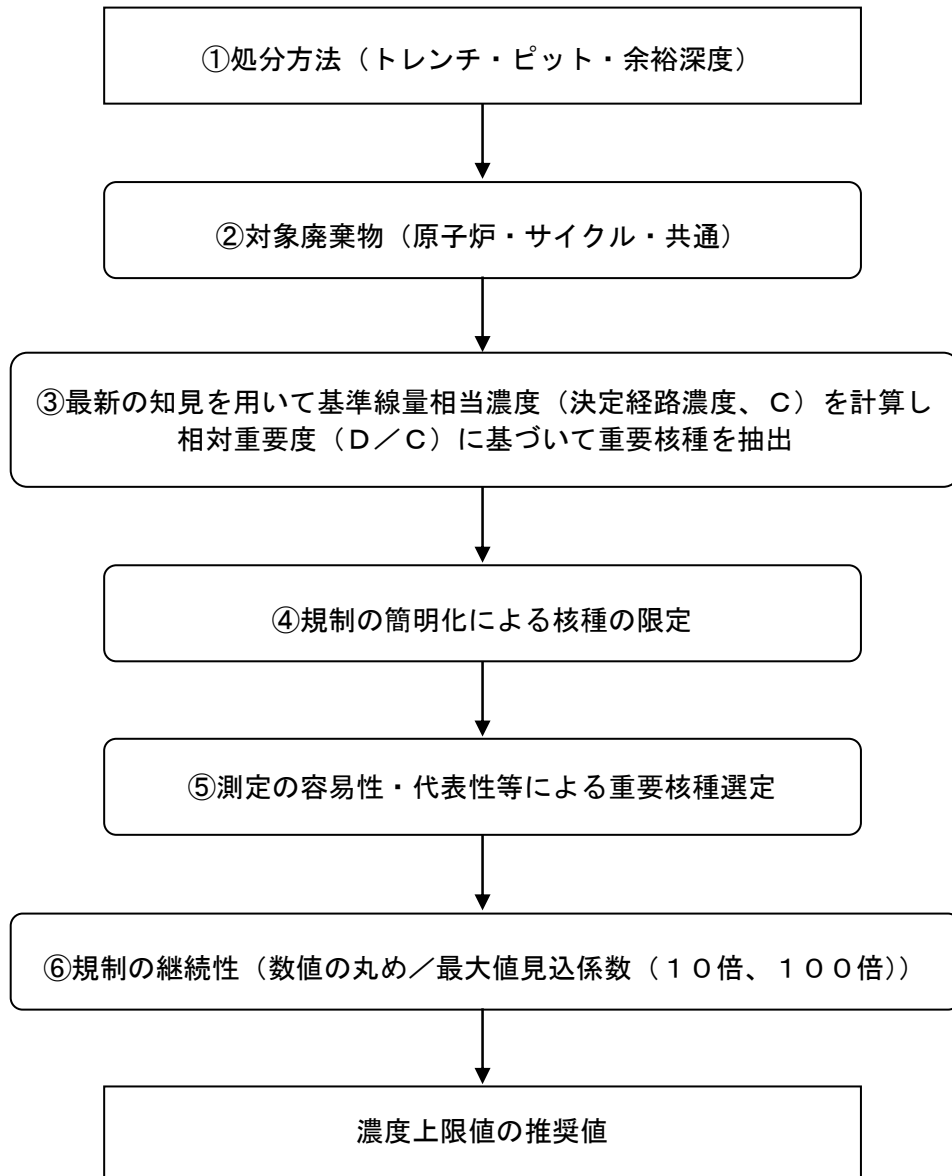 ①処分方法（トレンチ・ピット・余裕深度）
②対象廃棄物（原子炉・サイクル・共通）
③最新の知見を用いて基準線量相当濃度（決定経路濃度、Ｃ）を計算し
相対重要度（Ｄ／Ｃ）に基づいて重要核種を抽出
④規制の簡明化による核種の限定
⑤測定の容易性・代表性等による重要核種選定
⑥規制の継続性（数値の丸め／最大値見込係数（１０倍、１００倍））
濃度上限値の推奨値